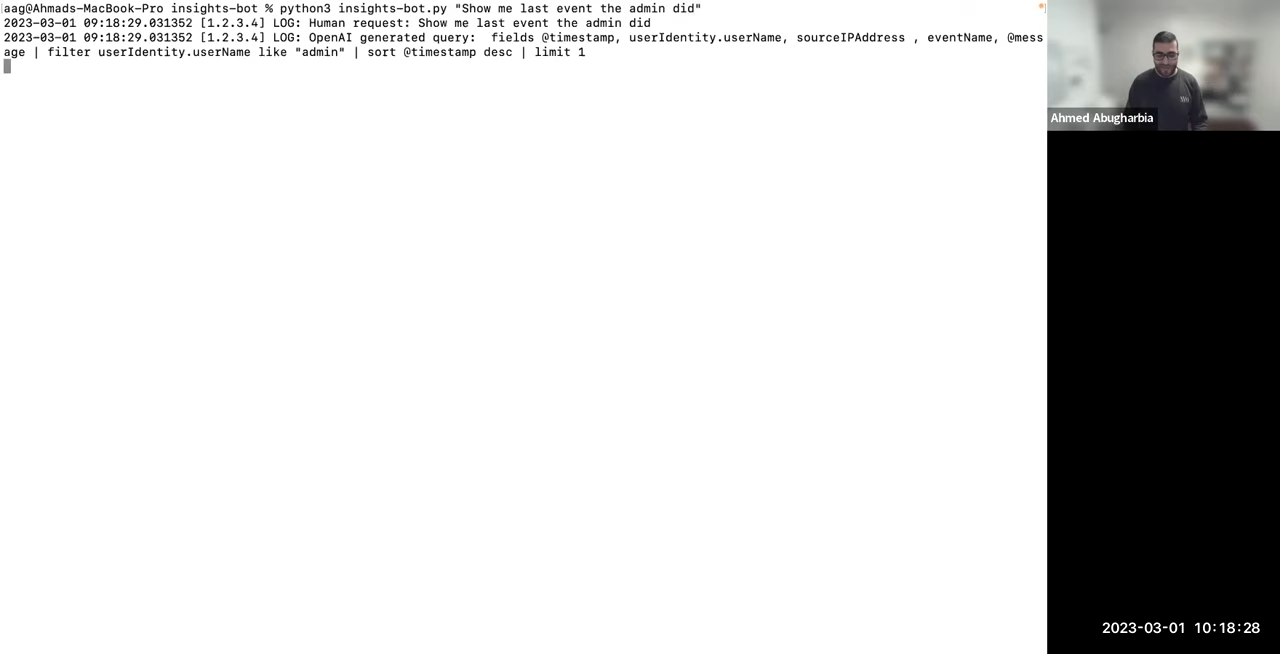 aag@Ahmads-MacBook-Pro insights-bot % python3 insights-bot.py "Show me last event the admin did"
2023-03-01 09:18:29.031352 [1.2.3.4] LOG: Human request: Show me last event the admin did
2023-03-01 09:18:29.031352 [1.2.3.4] LOG: OpenAI generated query:  fields @timestamp, userIdentity.userName, sourceIPAddress , eventName, @mess
age | filter userIdentity.userName like "admin" | sort @timestamp desc | limit 1
Ahmed Abugharbia
2023-03-01 10:18:28